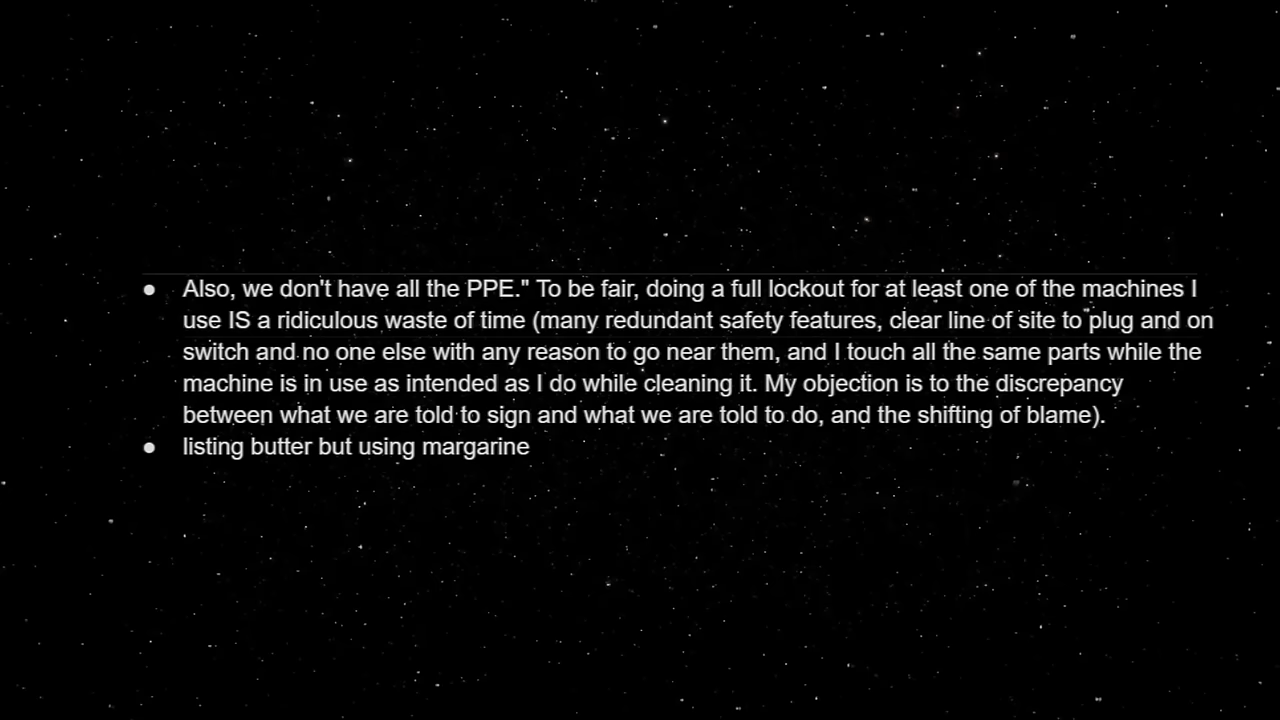 ● Also, we don't have all the PPE." To be fair, doing a full lockout for at least one of the machines I
use IS a ridiculous waste of time (many redundant safety features, clear line of site to plug and on
switch and no one else with any reason to go near them, and I touch all the same parts while the
machine is in use as intended as I do while cleaning it. My objection is to the discrepancy
between what we are told to sign and what we are told to do, and the shifting of blame).
● listing butter but using margarine